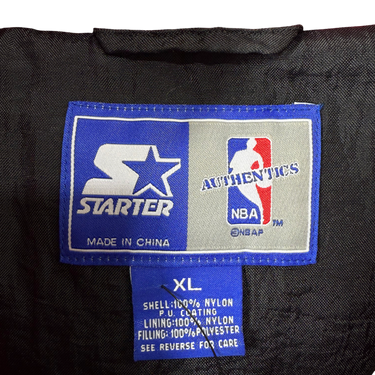 STARTER
AUTHENTICS
NBA
TM
©NBAP
MADE IN CHINA
XL
SHELL:100% NYLON
P.U. COATING
LINING:100% NYLON
FILLING:100%POLYESTER
SEE REVERSE FOR CARE